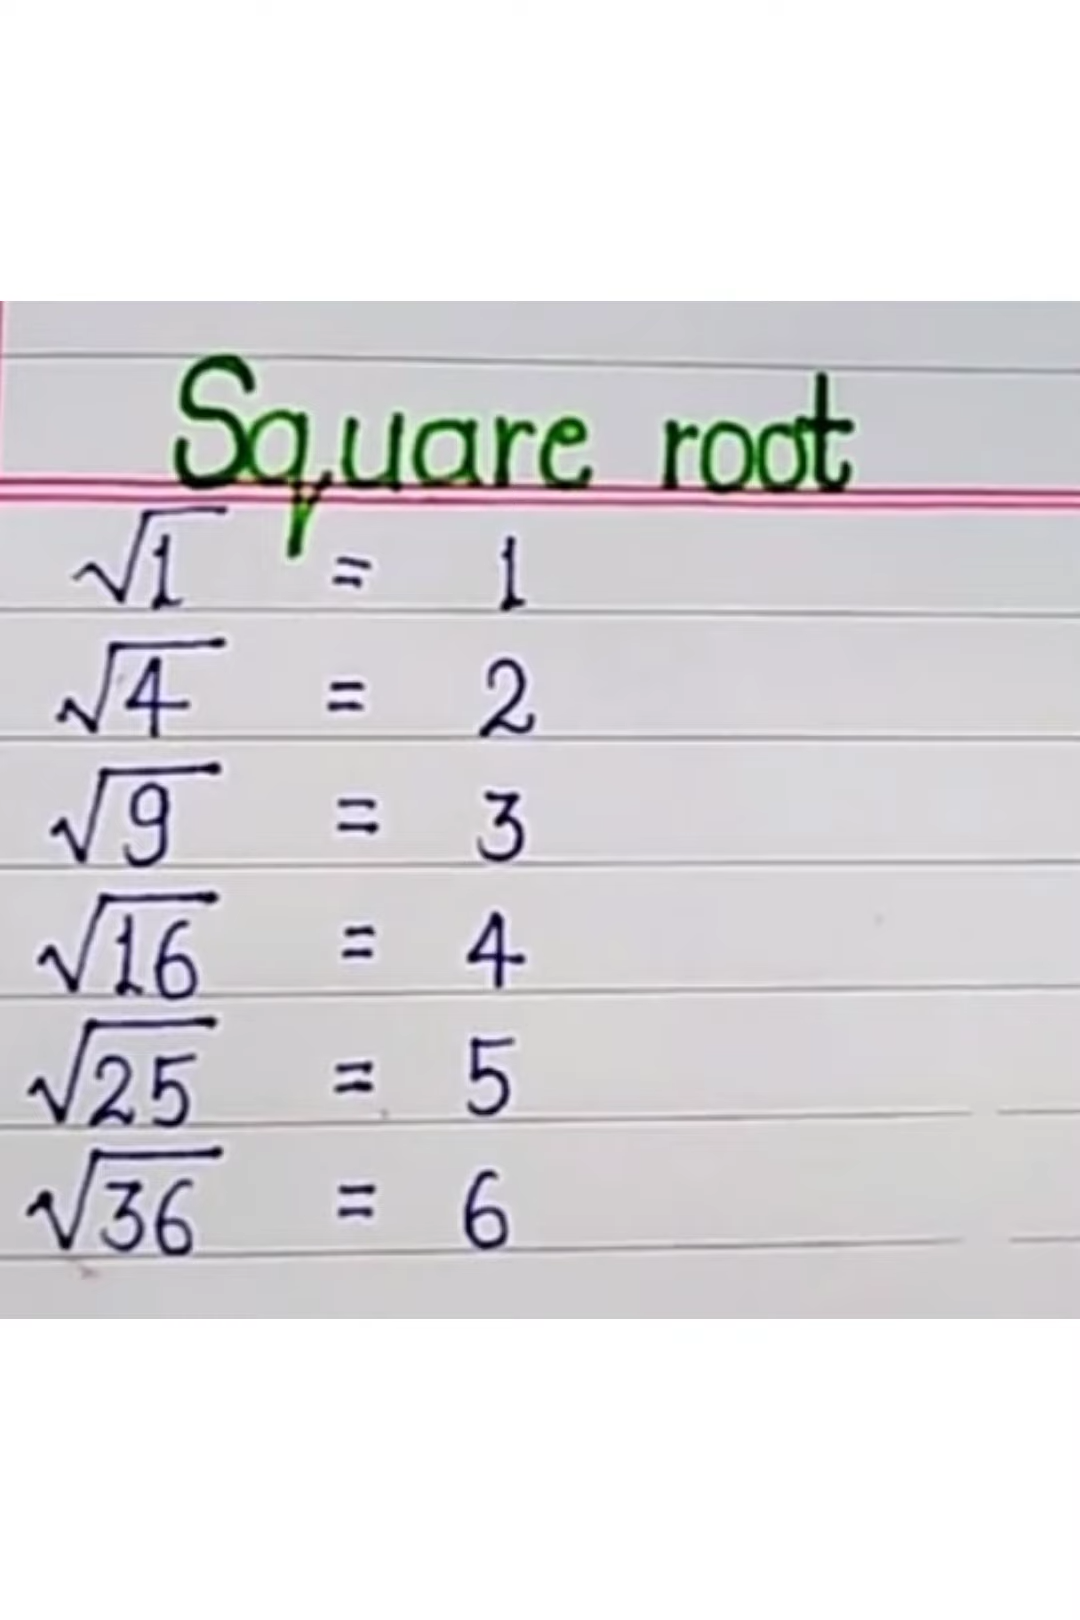 Square root
√1 = 1
√4 = 2
√9 = 3
√16 = 4
√25 = 5
√36 = 6